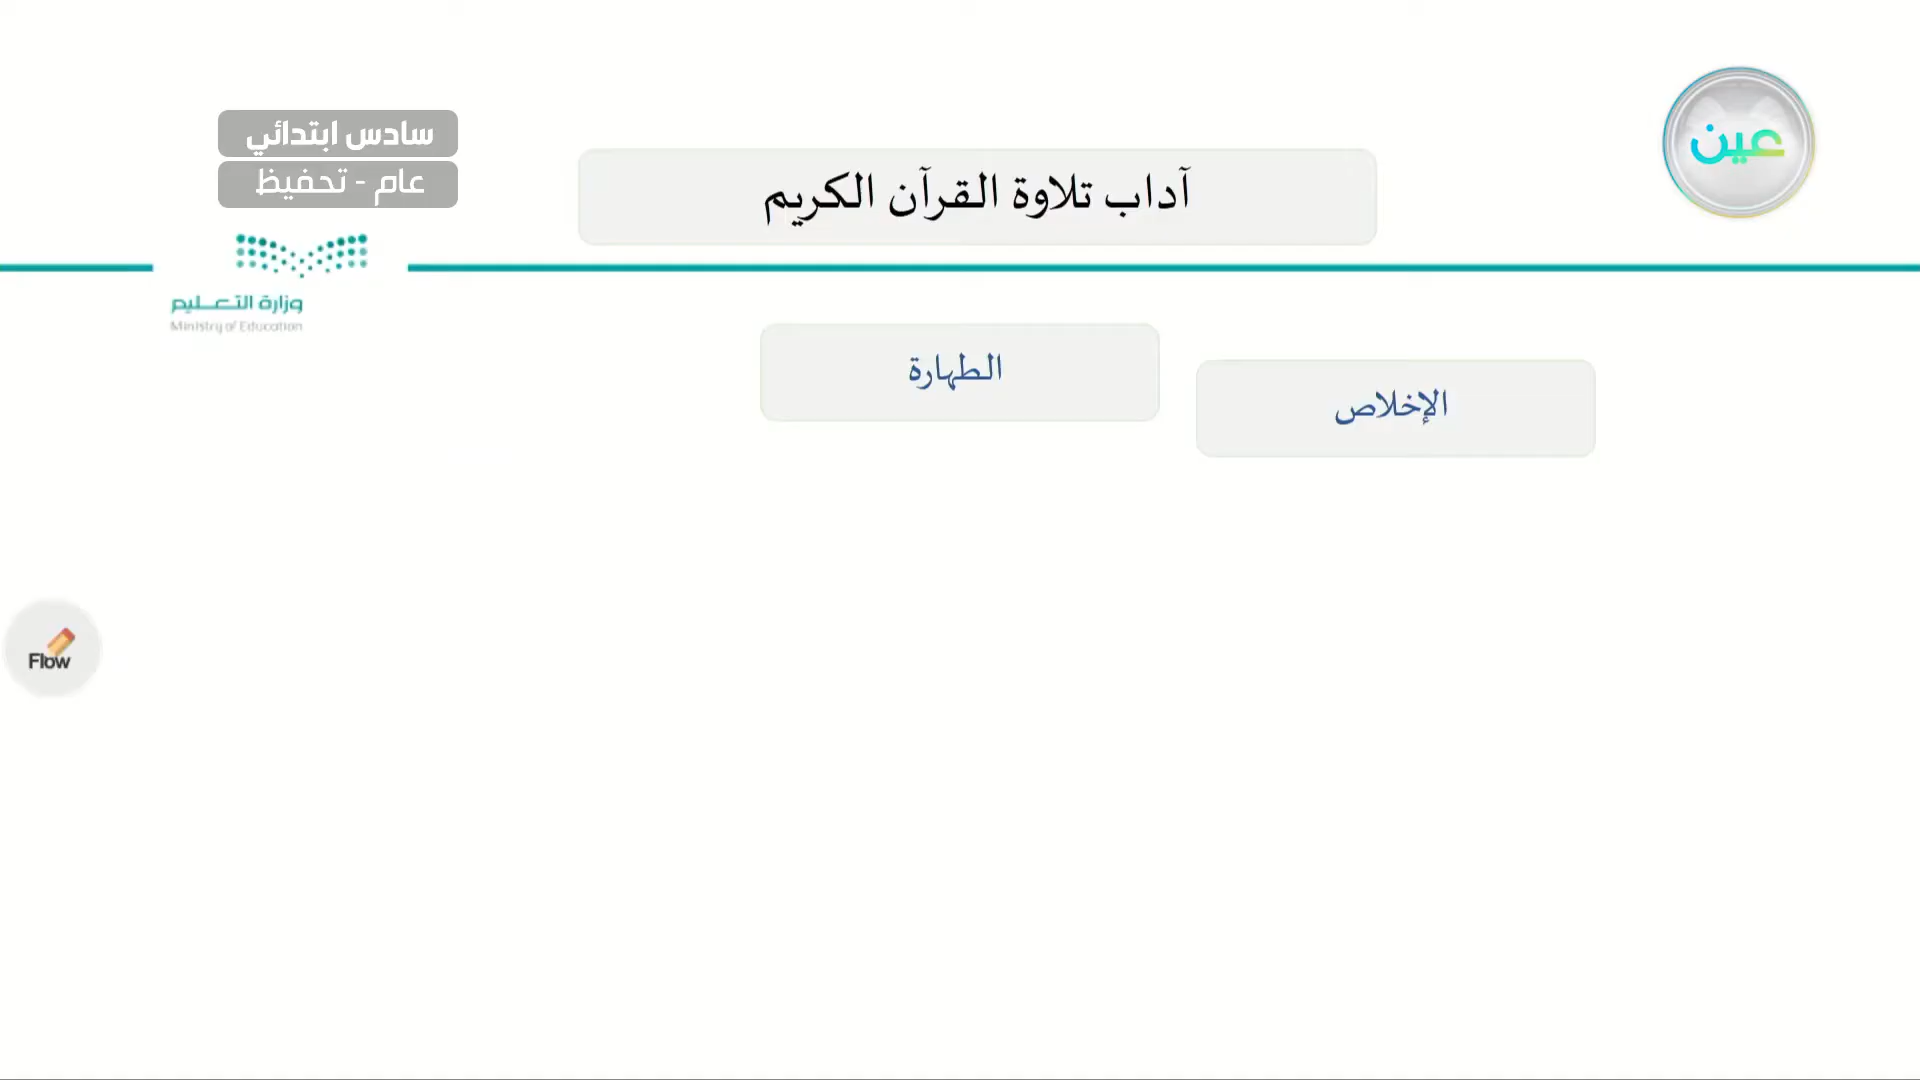 عين
سادس ابتدائي
عام - تحفيظ
آداب تلاوة القرآن الكريم
وزارة التعليم
Ministry of Education
الطهارة
الإخلاص
Flow